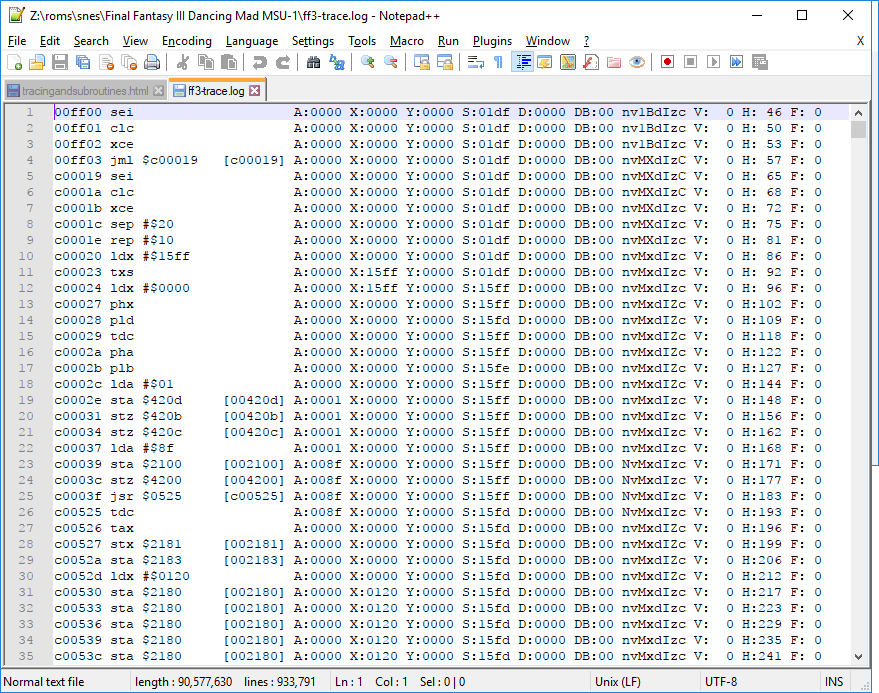 Z:\roms\snes\Final Fantasy III Dancing Mad MSU-1\ff3-trace.log - Notepad++
File Edit Search View Encoding Language Settings Tools Macro Run Plugins Window ? X
tracingandsubroutines.html ff3-trace.log
1 00ff00 sei A:0000 X:0000 Y:0000 S:01df D:0000 DB:00 nv1BdIzc V: 0 H: 46 F: 0
2 00ff01 clc A:0000 X:0000 Y:0000 S:01df D:0000 DB:00 nv1BdIzc V: 0 H: 50 F: 0
3 00ff02 xce A:0000 X:0000 Y:0000 S:01df D:0000 DB:00 nv1BdIzc V: 0 H: 53 F: 0
4 00ff03 jml $c00019 [c00019] A:0000 X:0000 Y:0000 S:01df D:0000 DB:00 nvMXdIzC V: 0 H: 57 F: 0
5 c00019 sei A:0000 X:0000 Y:0000 S:01df D:0000 DB:00 nvMXdIzC V: 0 H: 65 F: 0
6 c0001a clc A:0000 X:0000 Y:0000 S:01df D:0000 DB:00 nvMXdIzC V: 0 H: 68 F: 0
7 c0001b xce A:0000 X:0000 Y:0000 S:01df D:0000 DB:00 nvMXdIzc V: 0 H: 72 F: 0
8 c0001c sep #$20 A:0000 X:0000 Y:0000 S:01df D:0000 DB:00 nvMXdIzc V: 0 H: 75 F: 0
9 c0001e rep #$10 A:0000 X:0000 Y:0000 S:01df D:0000 DB:00 nvMXdIzc V: 0 H: 81 F: 0
10 c00020 ldx #$15ff A:0000 X:0000 Y:0000 S:01df D:0000 DB:00 nvMxdIzc V: 0 H: 86 F: 0
11 c00023 txs A:0000 X:15ff Y:0000 S:01df D:0000 DB:00 nvMxdIzc V: 0 H: 92 F: 0
12 c00024 ldx #$0000 A:0000 X:15ff Y:0000 S:15ff D:0000 DB:00 nvMxdIzc V: 0 H: 96 F: 0
13 c00027 phx A:0000 X:0000 Y:0000 S:15ff D:0000 DB:00 nvMxdIZc V: 0 H:102 F: 0
14 c00028 pld A:0000 X:0000 Y:0000 S:15fd D:0000 DB:00 nvMxdIZc V: 0 H:109 F: 0
15 c00029 tdc A:0000 X:0000 Y:0000 S:15ff D:0000 DB:00 nvMxdIZc V: 0 H:118 F: 0
16 c0002a pha A:0000 X:0000 Y:0000 S:15ff D:0000 DB:00 nvMxdIZc V: 0 H:122 F: 0
17 c0002b plb A:0000 X:0000 Y:0000 S:15fe D:0000 DB:00 nvMxdIZc V: 0 H:127 F: 0
18 c0002c lda #$01 A:0000 X:0000 Y:0000 S:15ff D:0000 DB:00 nvMxdIZc V: 0 H:144 F: 0
19 c0002e sta $420d [00420d] A:0001 X:0000 Y:0000 S:15ff D:0000 DB:00 nvMxdIzc V: 0 H:148 F: 0
20 c00031 stz $420b [00420b] A:0001 X:0000 Y:0000 S:15ff D:0000 DB:00 nvMxdIzc V: 0 H:156 F: 0
21 c00034 stz $420c [00420c] A:0001 X:0000 Y:0000 S:15ff D:0000 DB:00 nvMxdIzc V: 0 H:162 F: 0
22 c00037 lda #$8f A:0001 X:0000 Y:0000 S:15ff D:0000 DB:00 nvMxdIzc V: 0 H:168 F: 0
23 c00039 sta $2100 [002100] A:008f X:0000 Y:0000 S:15ff D:0000 DB:00 NvMxdIzc V: 0 H:171 F: 0
24 c0003c stz $4200 [004200] A:008f X:0000 Y:0000 S:15ff D:0000 DB:00 NvMxdIzc V: 0 H:177 F: 0
25 c0003f jsr $0525 [c00525] A:008f X:0000 Y:0000 S:15ff D:0000 DB:00 NvMxdIzc V: 0 H:183 F: 0
26 c00525 tdc A:008f X:0000 Y:0000 S:15fd D:0000 DB:00 NvMxdIzc V: 0 H:193 F: 0
27 c00526 tax A:0000 X:0000 Y:0000 S:15fd D:0000 DB:00 nvMxdIZc V: 0 H:196 F: 0
28 c00527 stx $2181 [002181] A:0000 X:0000 Y:0000 S:15fd D:0000 DB:00 nvMxdIZc V: 0 H:199 F: 0
29 c0052a sta $2183 [002183] A:0000 X:0000 Y:0000 S:15fd D:0000 DB:00 nvMxdIZc V: 0 H:206 F: 0
30 c0052d ldx #$0120 A:0000 X:0000 Y:0000 S:15fd D:0000 DB:00 nvMxdIZc V: 0 H:212 F: 0
31 c00530 sta $2180 [002180] A:0000 X:0120 Y:0000 S:15fd D:0000 DB:00 nvMxdIzc V: 0 H:217 F: 0
32 c00533 sta $2180 [002180] A:0000 X:0120 Y:0000 S:15fd D:0000 DB:00 nvMxdIzc V: 0 H:223 F: 0
33 c00536 sta $2180 [002180] A:0000 X:0120 Y:0000 S:15fd D:0000 DB:00 nvMxdIzc V: 0 H:229 F: 0
34 c00539 sta $2180 [002180] A:0000 X:0120 Y:0000 S:15fd D:0000 DB:00 nvMxdIzc V: 0 H:235 F: 0
35 c0053c sta $2180 [002180] A:0000 X:0120 Y:0000 S:15fd D:0000 DB:00 nvMxdIzc V: 0 H:241 F: 0
Normal text file length : 90,577,630 lines : 933,791 Ln : 1 Col : 1 Sel : 0 | 0 Unix (LF) UTF-8 INS